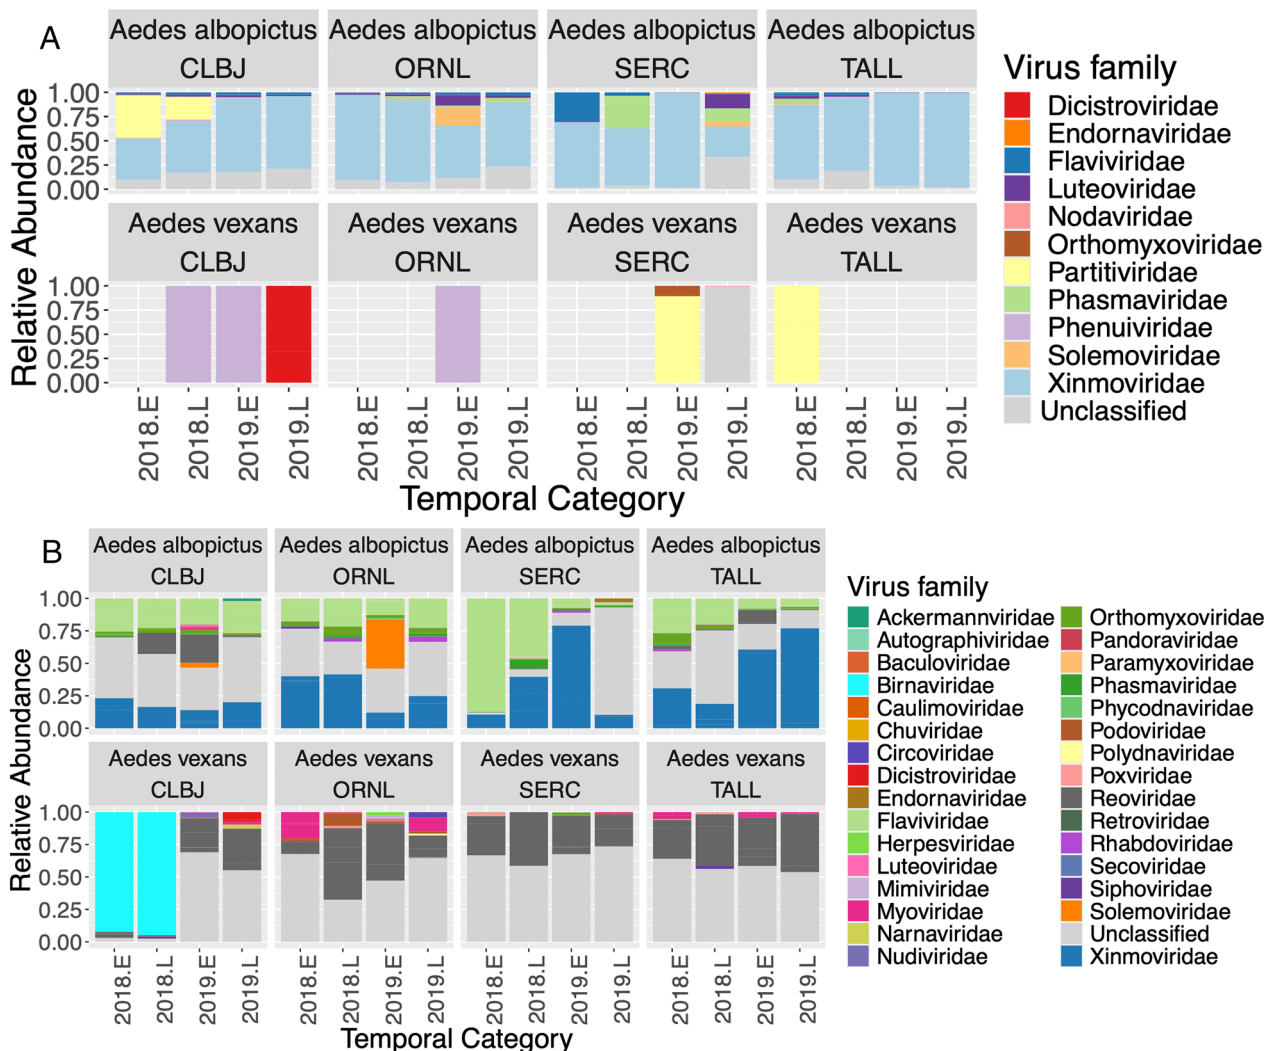 A
Aedes albopictus Aedes albopictus Aedes albopictus Aedes albopictus
CLBJ ORNL SERC TALL
Relative Abundance
1.00
0.75
0.50
0.25
0.00
Aedes vexans Aedes vexans Aedes vexans Aedes vexans
CLBJ ORNL SERC TALL
1.00
0.75
0.50
0.25
0.00
2018.E 2018.L 2019.E 2019.L 2018.E 2018.L 2019.E 2019.L 2018.E 2018.L 2019.E 2019.L 2018.E 2018.L 2019.E 2019.L
Temporal Category
Virus family
Dicistroviridae
Endornaviridae
Flaviviridae
Luteoviridae
Nodaviridae
Orthomyxoviridae
Partitiviridae
Phasmaviridae
Phenuiviridae
Solemoviridae
Xinmoviridae
Unclassified
B
Aedes albopictus Aedes albopictus Aedes albopictus Aedes albopictus
CLBJ ORNL SERC TALL
Relative Abundance
1.00
0.75
0.50
0.25
0.00
Aedes vexans Aedes vexans Aedes vexans Aedes vexans
CLBJ ORNL SERC TALL
1.00
0.75
0.50
0.25
0.00
2018.E 2018.L 2019.E 2019.L 2018.E 2018.L 2019.E 2019.L 2018.E 2018.L 2019.E 2019.L 2018.E 2018.L 2019.E 2019.L
Temporal Category
Virus family
Ackermannviridae
Autographiviridae
Baculoviridae
Birnaviridae
Caulimoviridae
Chuviridae
Circoviridae
Dicistroviridae
Endornaviridae
Flaviviridae
Herpesviridae
Luteoviridae
Mimiviridae
Myoviridae
Narnaviridae
Nudiviridae
Orthomyxoviridae
Pandoraviridae
Paramyxoviridae
Phasmaviridae
Phycodnaviridae
Podoviridae
Polydnaviridae
Poxviridae
Reoviridae
Retroviridae
Rhabdoviridae
Secoviridae
Siphoviridae
Solemoviridae
Unclassified
Xinmoviridae